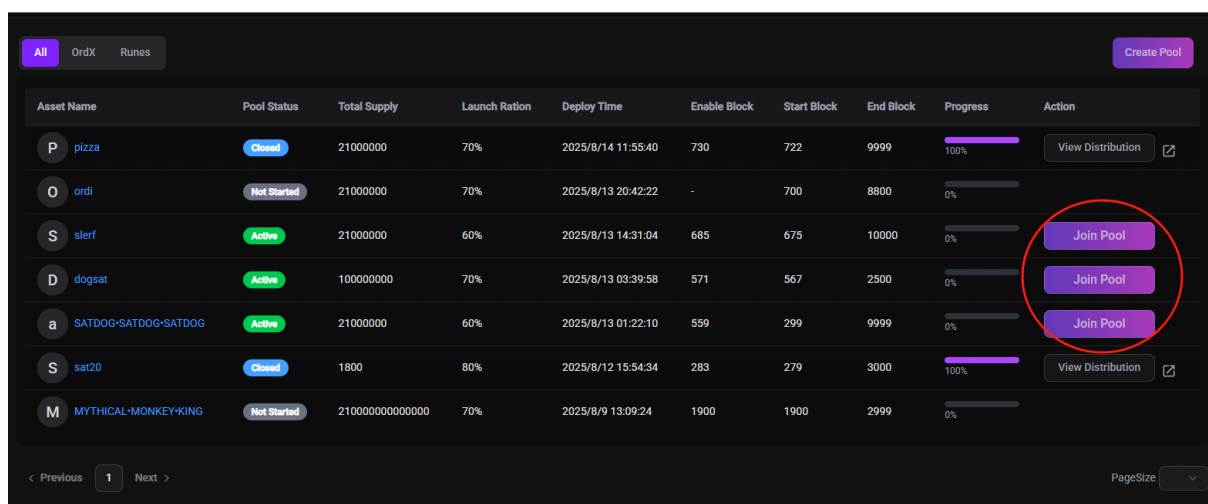 All OrdX Runes Create Pool
Asset Name Pool Status Total Supply Launch Ration Deploy Time Enable Block Start Block End Block Progress Action
P pizza Closed 21000000 70% 2025/8/14 11:55:40 730 722 9999 100% View Distribution
O ordi Not Started 21000000 70% 2025/8/13 20:42:22 - 700 8800 0%
S slerf Active 21000000 60% 2025/8/13 14:31:04 685 675 10000 0% Join Pool
D dogsat Active 100000000 70% 2025/8/13 03:39:58 571 567 2500 0% Join Pool
a SATDOG•SATDOG•SATDOG Active 21000000 60% 2025/8/13 01:22:10 559 299 9999 0% Join Pool
S sat20 Closed 1800 80% 2025/8/12 15:54:34 283 279 3000 100% View Distribution
M MYTHICAL•MONKEY•KING Not Started 210000000000000 70% 2025/8/9 13:09:24 1900 1900 2999 0%
< Previous 1 Next > PageSize